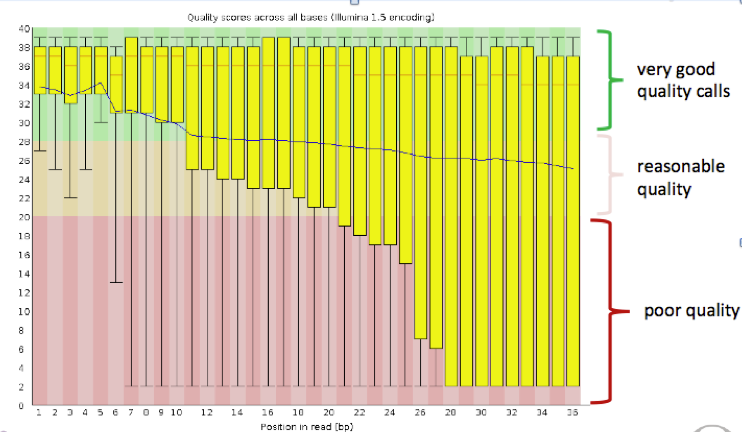 Quality scores across all bases (Illumina 1.5 encoding)
40
38
36
34
32
30
28
26
24
22
20
18
16
14
12
10
8
6
4
2
0
1 2 3 4 5 6 7 8 9 10 12 14 16 18 20 22 24 26 28 30 32 34 36
Position in read (bp)
very good
quality calls
reasonable
quality
poor quality